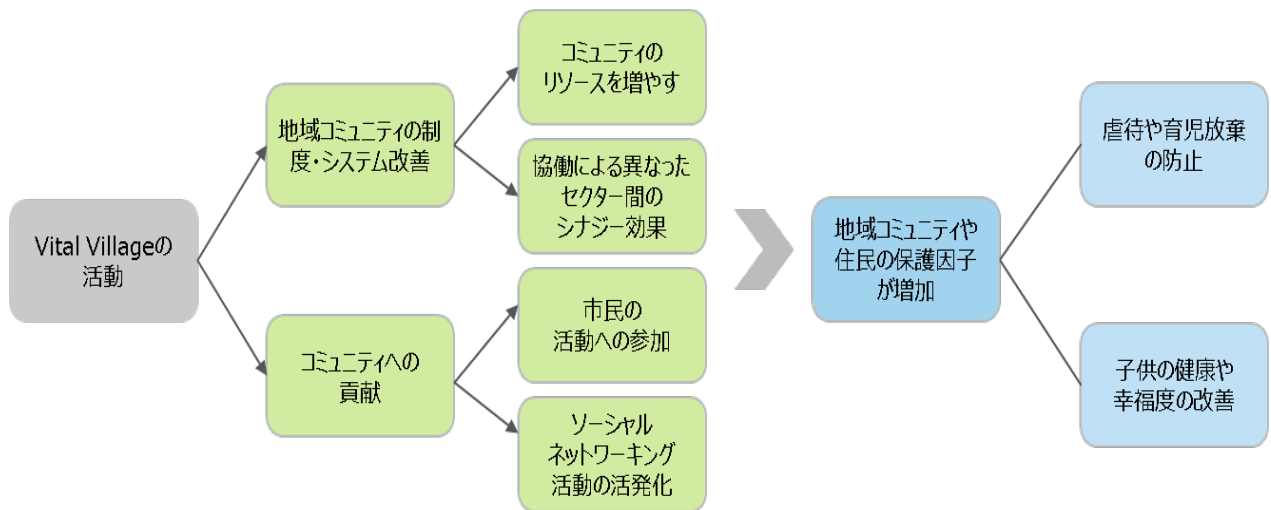 Vital Villageの
活動
地域コミュニティの制
度・システム改善
コミュニティへの
貢献
コミュニティの
リソースを増やす
協働による異なった
セクター間の
シナジー効果
市民の
活動への参加
ソーシャル
ネットワーキング
活動の活発化
地域コミュニティや
住民の保護因子
が増加
虐待や育児放棄
の防止
子供の健康や
幸福度の改善